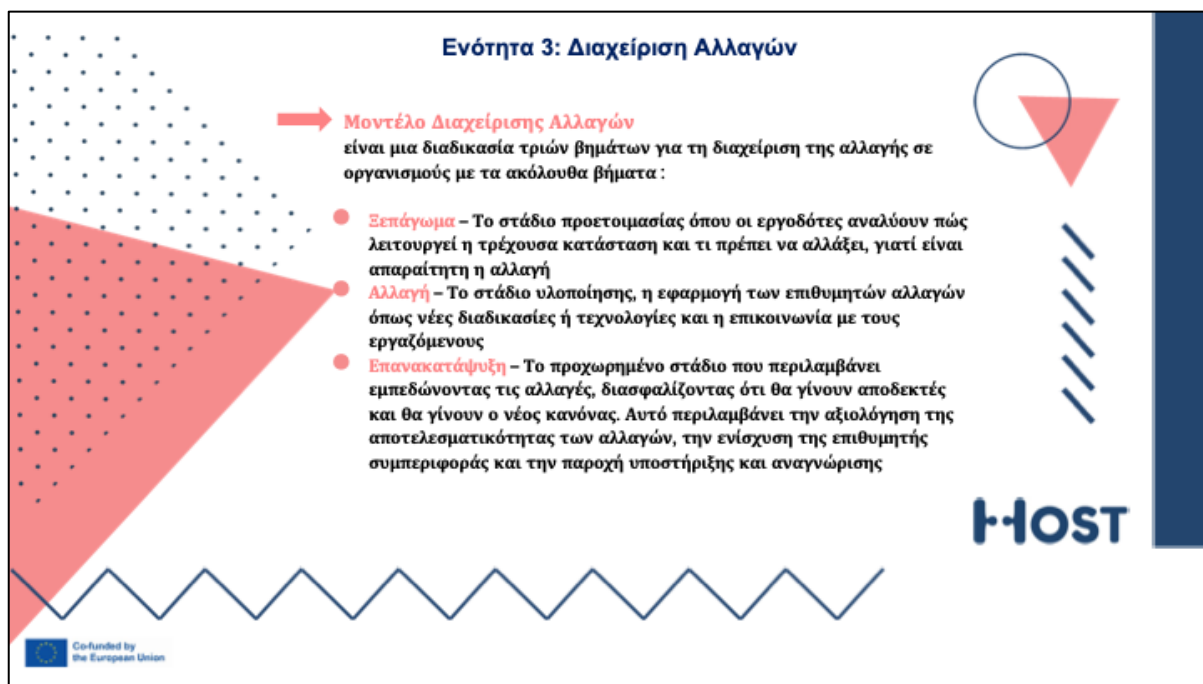 Ενότητα 3: Διαχείριση Αλλαγών
Μοντέλο Διαχείρισης Αλλαγών
είναι μια διαδικασία τριών βημάτων για τη διαχείριση της αλλαγής σε
οργανισμούς με τα ακόλουθα βήματα :
Ξεπάγωμα – Το στάδιο προετοιμασίας όπου οι εργοδότες αναλύουν πώς
λειτουργεί η τρέχουσα κατάσταση και τι πρέπει να αλλάξει, γιατί είναι
απαραίτητη η αλλαγή
Αλλαγή – Το στάδιο υλοποίησης, η εφαρμογή των επιθυμητών αλλαγών
όπως νέες διαδικασίες ή τεχνολογίες και η επικοινωνία με τους
εργαζόμενους
Επανακατάψυξη – Το προχωρημένο στάδιο που περιλαμβάνει
εμπεδώνοντας τις αλλαγές, διασφαλίζοντας ότι θα γίνουν αποδεκτές
και θα γίνουν ο νέος κανόνας. Αυτό περιλαμβάνει την αξιολόγηση της
αποτελεσματικότητας των αλλαγών, την ενίσχυση της επιθυμητής
συμπεριφοράς και την παροχή υποστήριξης και αναγνώρισης
HOST
Co-funded by
the European Union